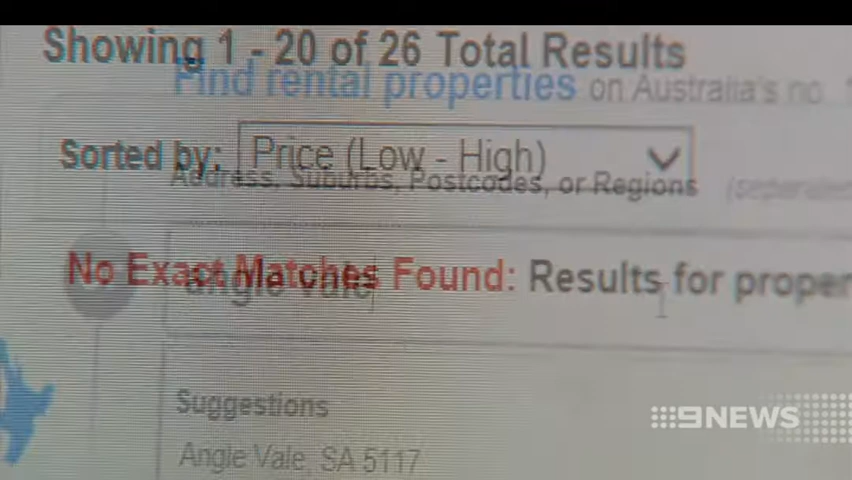 Showing 1 - 20 of 26 Total Results
Find rental properties on Australia's no.
Sorted by: Price (Low - High)
Address, Suburbs, Postcodes, or Regions (separated
No Exact Matches Found: Results for proper
angle vale
Suggestions
Angle Vale, SA 5117
9NEWS